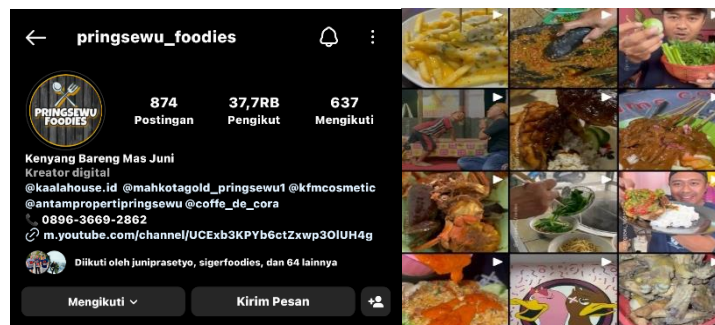 pringsewu_foodies
PRINGSEWU
FOODIES
874
Postingan
37,7RB
Pengikut
637
Mengikuti
Kenyang Bareng Mas Juni
Kreator digital
@kaalahouse.id @mahkotagold_pringsewu1 @kfmcosmetic
@antampropertipringsewu @coffe_de_cora
0896-3669-2862
m.youtube.com/channel/UCExb3KPYb6ctZxwp3OlUH4g
Diikuti oleh juniprasetyo, sigerfoodies, dan 64 lainnya
Mengikuti
Kirim Pesan